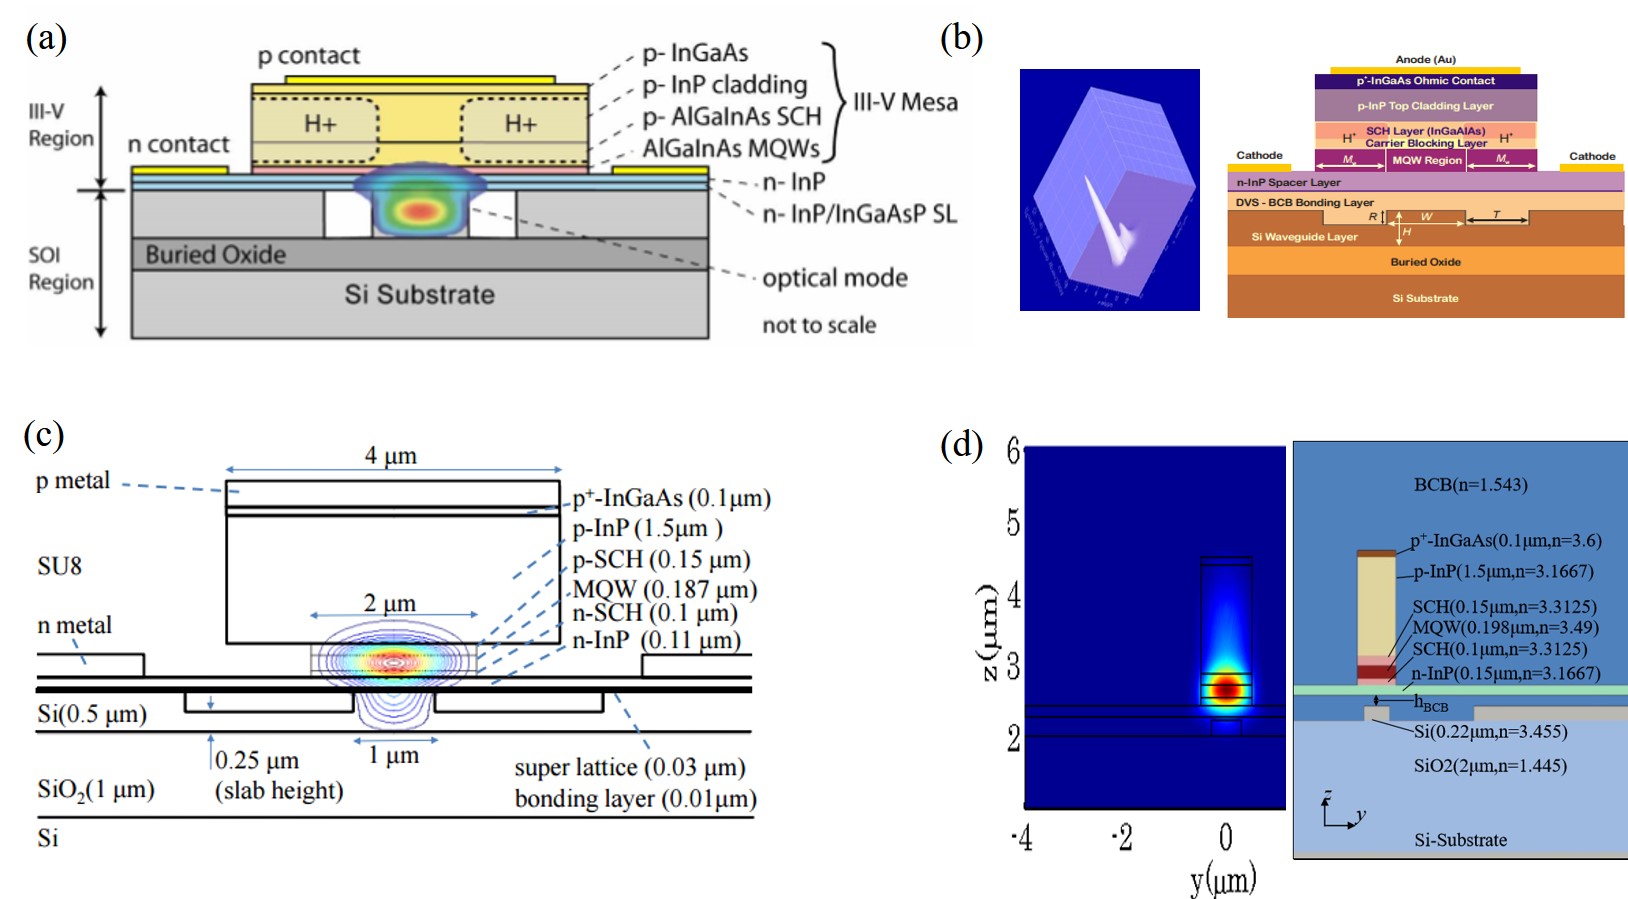 (a)
p contact
III-V
Region
n contact
H+
H+
p- InGaAs
p- InP cladding
p- AlGaInAs SCH
AlGaInAs MQWs
III-V Mesa
n- InP
n- InP/InGaAsP SL
SOI
Region
Buried Oxide
Si Substrate
optical mode
not to scale
(b)
Anode (Au)
p⁺-InGaAs Ohmic Contact
p-InP Top Cladding Layer
SCH Layer (InGaAlAs)
H⁺
Carrier Blocking Layer
H⁺
Cathode
Mw
MQW Region
Mw
Cathode
n-InP Spacer Layer
DVS - BCB Bonding Layer
R
W
T
H
Si Waveguide Layer
Buried Oxide
Si Substrate
(c)
4 μm
p metal
SU8
n metal
2 μm
p⁺-InGaAs (0.1μm)
p-InP (1.5μm )
p-SCH (0.15 μm)
MQW (0.187 μm)
n-SCH (0.1 μm)
n-InP (0.11 μm)
Si(0.5 μm)
0.25 μm
(slab height)
1 μm
super lattice (0.03 μm)
bonding layer (0.01μm)
SiO₂(1 μm)
Si
(d)
6
5
4
3
2
z(μm)
-4
-2
0
y(μm)
BCB(n=1.543)
p⁺-InGaAs(0.1μm,n=3.6)
p-InP(1.5μm,n=3.1667)
SCH(0.15μm,n=3.3125)
MQW(0.198μm,n=3.49)
SCH(0.1μm,n=3.3125)
n-InP(0.15μm,n=3.1667)
hBCB
Si(0.22μm,n=3.455)
SiO2(2μm,n=1.445)
z
y
Si-Substrate